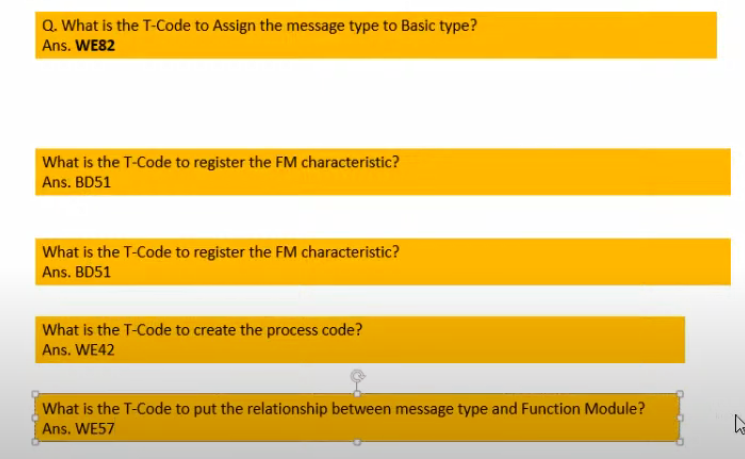 Q. What is the T-Code to Assign the message type to Basic type?
Ans. WE82
What is the T-Code to register the FM characteristic?
Ans. BD51
What is the T-Code to register the FM characteristic?
Ans. BD51
What is the T-Code to create the process code?
Ans. WE42
What is the T-Code to put the relationship between message type and Function Module?
Ans. WE57